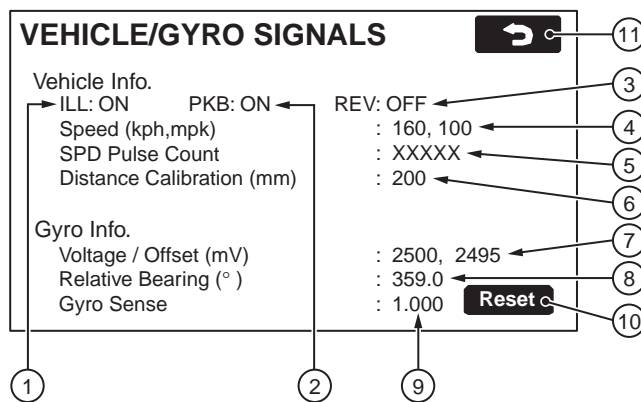 VEHICLE/GYRO SIGNALS
11
Vehicle Info.
ILL: ON PKB: ON REV: OFF
3
Speed (kph,mpk) : 160, 100
4
SPD Pulse Count : XXXXX
5
Distance Calibration (mm) : 200
6
Gyro Info.
7
Voltage / Offset (mV) : 2500, 2495
Relative Bearing (° ) : 359.0
8
Gyro Sense : 1.000 Reset
10
1 2 9